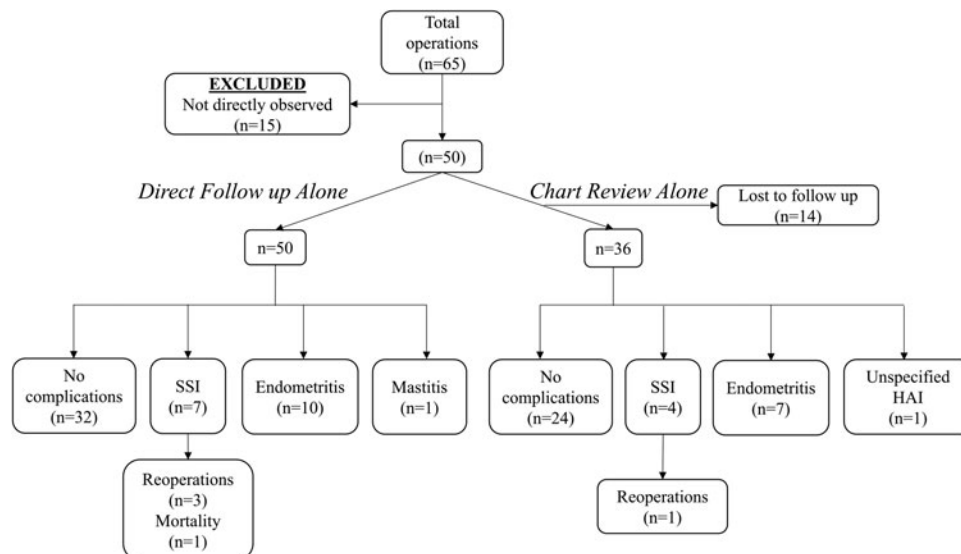 Total
operations
(n=65)
EXCLUDED
Not directly observed
(n=15)
(n=50)
Direct Follow up Alone
Chart Review Alone
Lost to follow up
(n=14)
n=50
n=36
No
complications
(n=32)
SSI
(n=7)
Endometritis
(n=10)
Mastitis
(n=1)
No
complications
(n=24)
SSI
(n=4)
Endometritis
(n=7)
Unspecified
HAI
(n=1)
Reoperations
(n=3)
Mortality
(n=1)
Reoperations
(n=1)